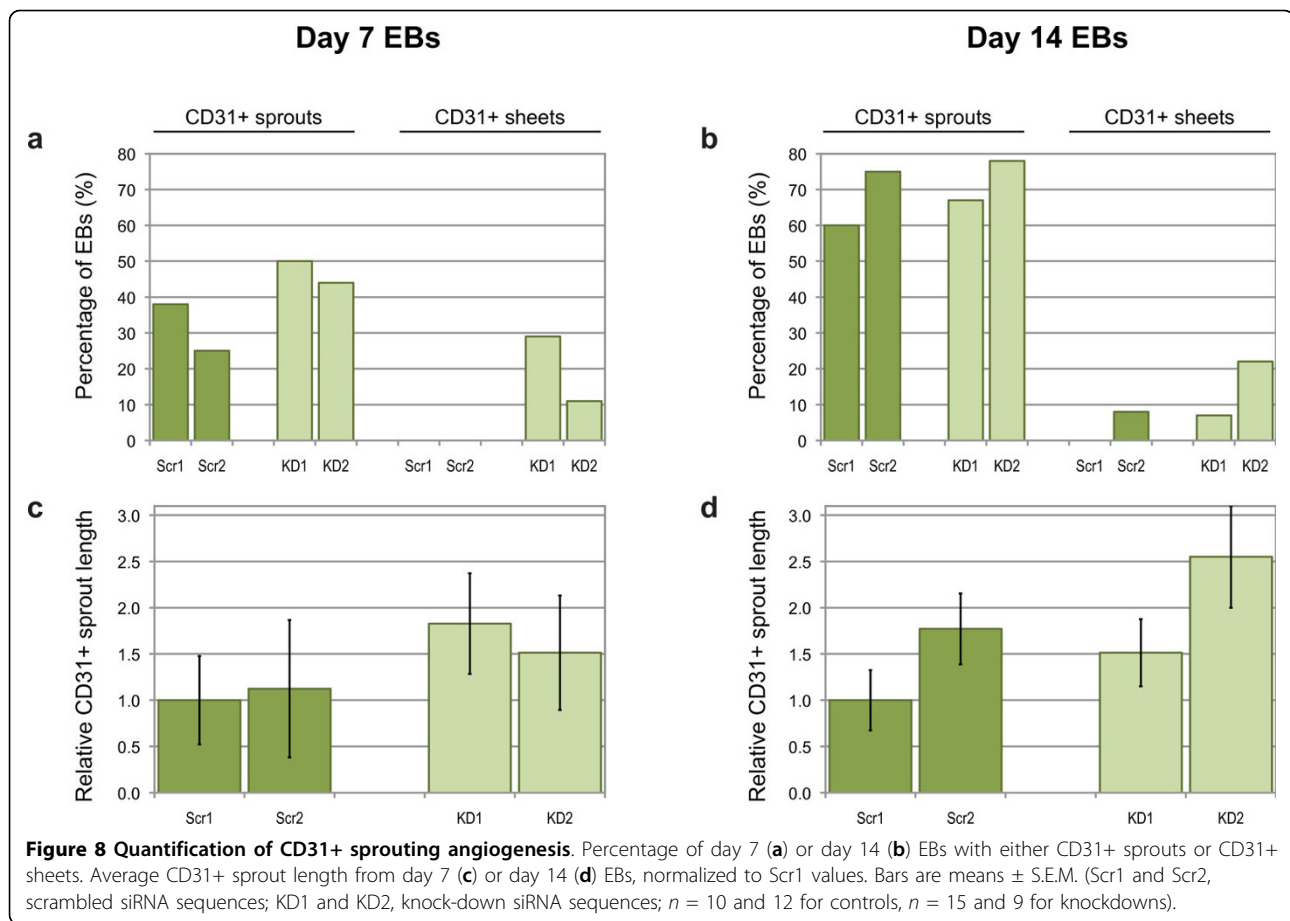 Day 7 EBs
Day 14 EBs
a
CD31+ sprouts
CD31+ sheets
Percentage of EBs (%)
80
70
60
50
40
30
20
10
0
Scr1 Scr2 KD1 KD2 Scr1 Scr2 KD1 KD2
b
CD31+ sprouts
CD31+ sheets
Percentage of EBs (%)
80
70
60
50
40
30
20
10
0
Scr1 Scr2 KD1 KD2 Scr1 Scr2 KD1 KD2
c
Relative CD31+ sprout length
3.0
2.5
2.0
1.5
1.0
0.5
0.0
Scr1 Scr2 KD1 KD2
d
Relative CD31+ sprout length
3.0
2.5
2.0
1.5
1.0
0.5
0.0
Scr1 Scr2 KD1 KD2
Figure 8 Quantification of CD31+ sprouting angiogenesis. Percentage of day 7 (a) or day 14 (b) EBs with either CD31+ sprouts or CD31+
sheets. Average CD31+ sprout length from day 7 (c) or day 14 (d) EBs, normalized to Scr1 values. Bars are means ± S.E.M. (Scr1 and Scr2,
scrambled siRNA sequences; KD1 and KD2, knock-down siRNA sequences; n = 10 and 12 for controls, n = 15 and 9 for knockdowns).